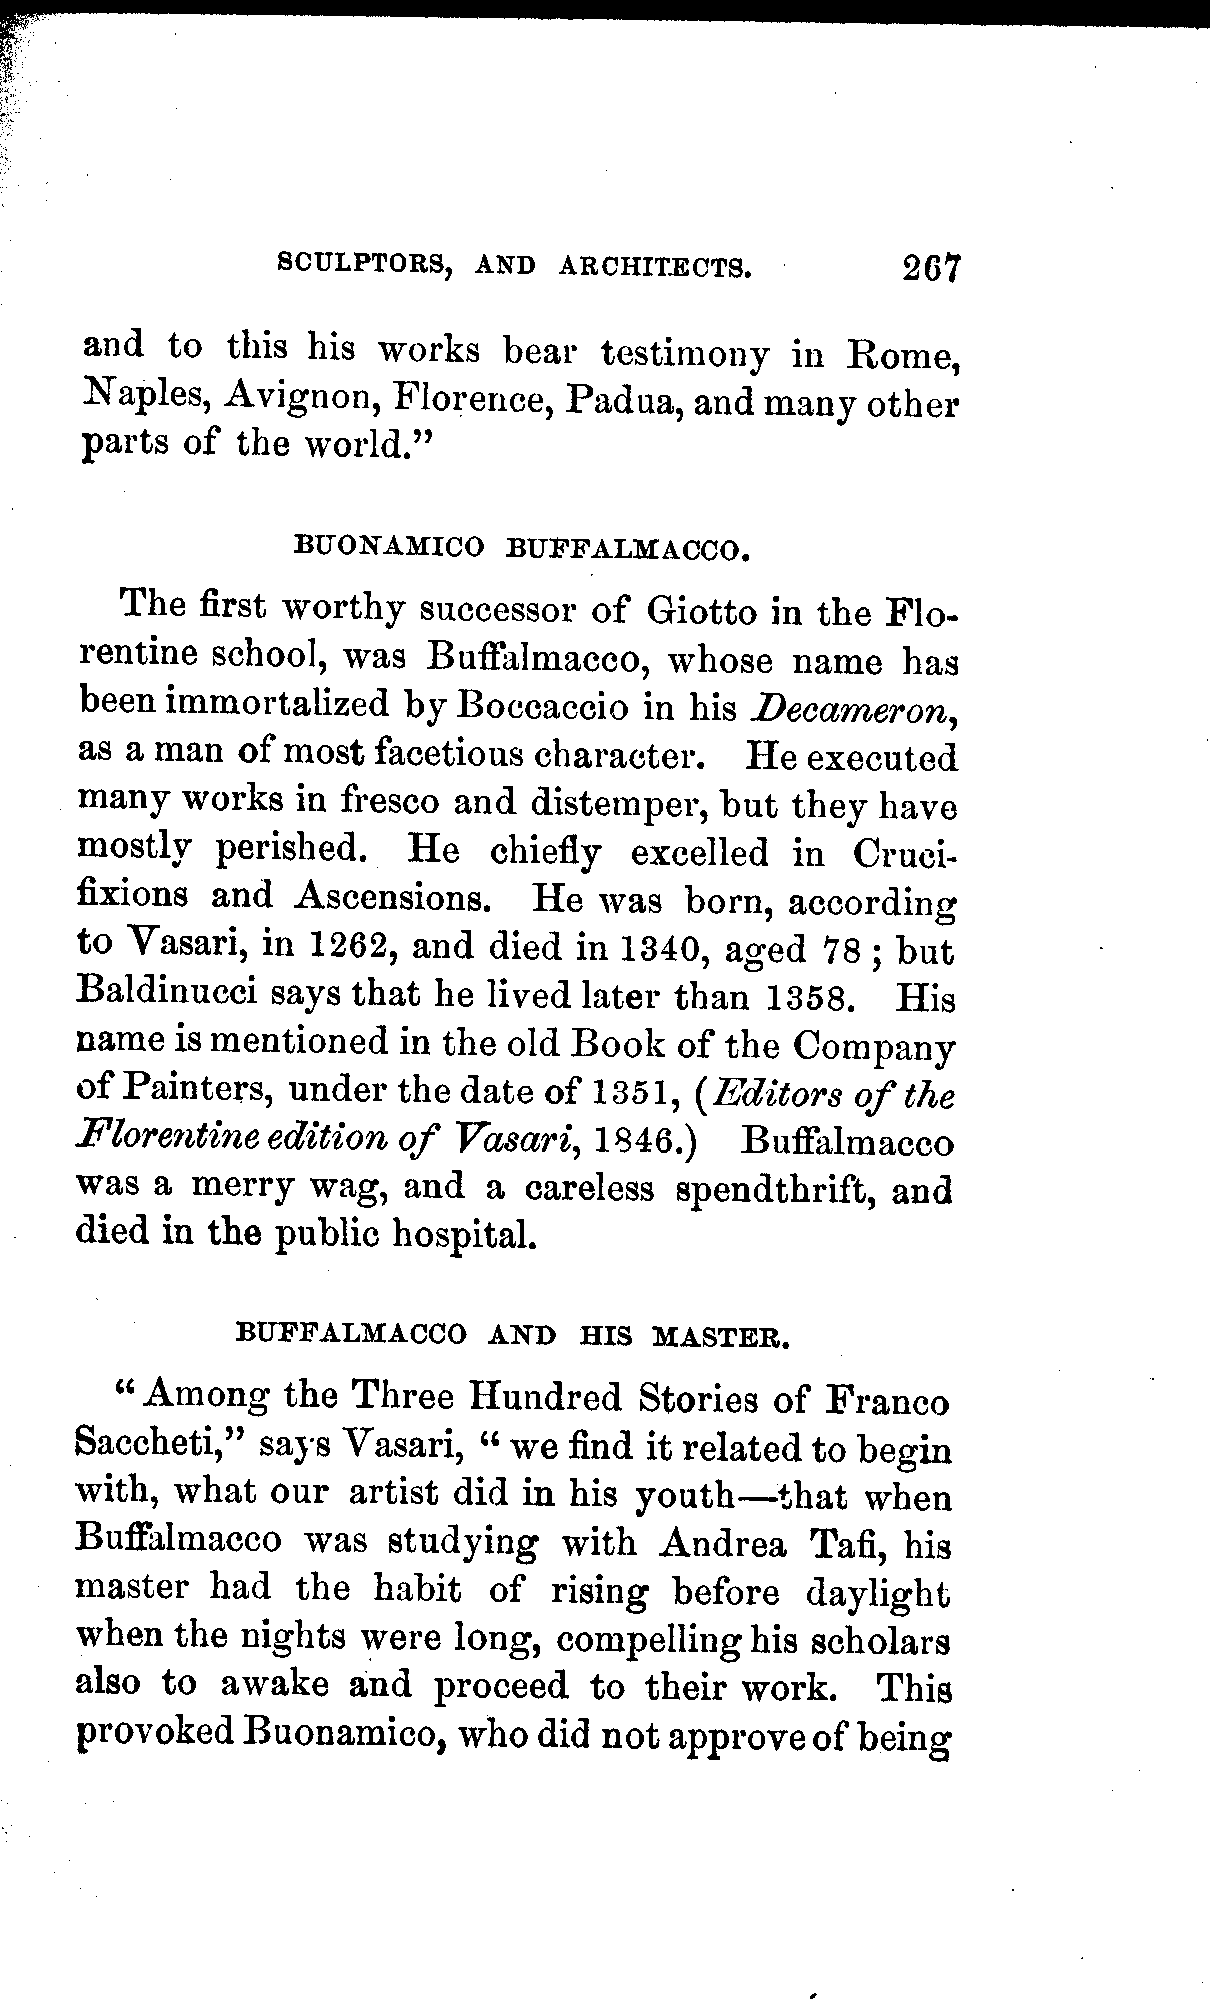 SCULPTORS, AND ARCHITECTS. 267
and to this his works bear testimony in Rome,
Naples, Avignon, Florence, Padua, and many other
parts of the world."
BUONAMICO BUFFALMACCO.
The first worthy successor of Giotto in the Flo-
rentine school, was Buffalmacco, whose name has
been immortalized by Boccaccio in his Decameron,
as a man of most facetious character. He executed
many works in fresco and distemper, but they have
mostly perished. He chiefly excelled in Cruci-
fixions and Ascensions. He was born, according
to Vasari, in 1262, and died in 1340, aged 78; but
Baldinucci says that he lived later than 1358. His
name is mentioned in the old Book of the Company
of Painters, under the date of 1351, (Editors of the
Florentine edition of Vasari, 1846.) Buffalmacco
was a merry wag, and a careless spendthrift, and
died in the public hospital.
BUFFALMACCO AND HIS MASTER.
"Among the Three Hundred Stories of Franco
Saccheti," says Vasari, "we find it related to begin
with, what our artist did in his youth—that when
Buffalmacco was studying with Andrea Tafi, his
master had the habit of rising before daylight
when the nights were long, compelling his scholars
also to awake and proceed to their work. This
provoked Buonamico, who did not approve of being